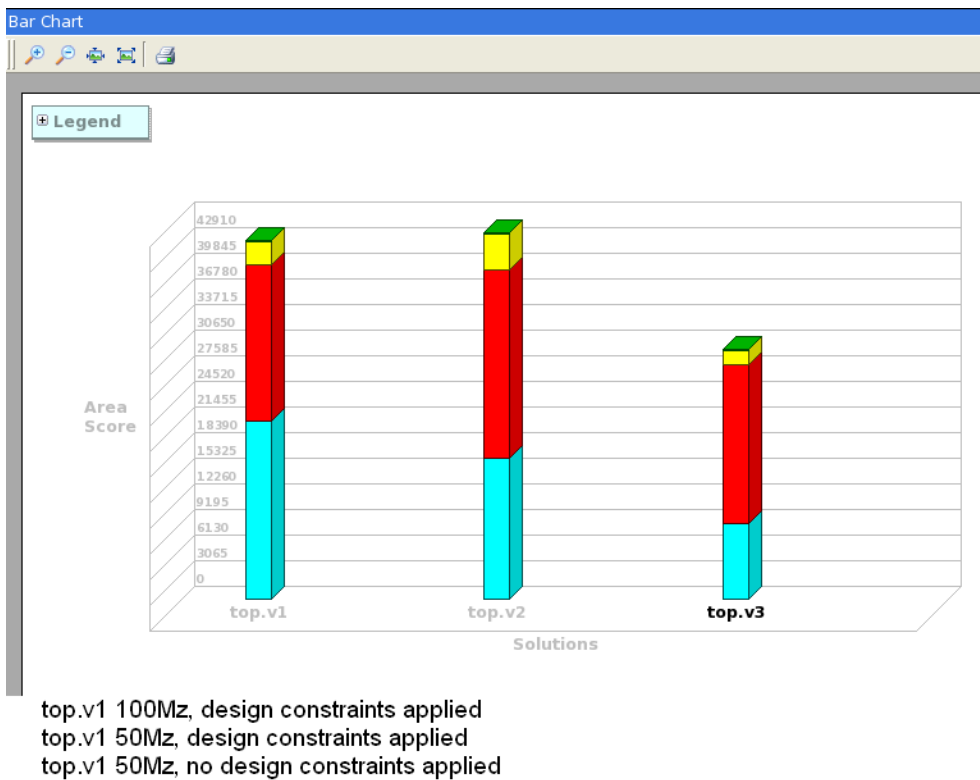 Bar Chart
Legend
42910
39845
36780
33715
30650
27585
24520
21455
18390
15325
12260
9195
6130
3065
0
Area
Score
top.v1 top.v2 top.v3
Solutions
top.v1 100Mz, design constraints applied
top.v1 50Mz, design constraints applied
top.v1 50Mz, no design constraints applied